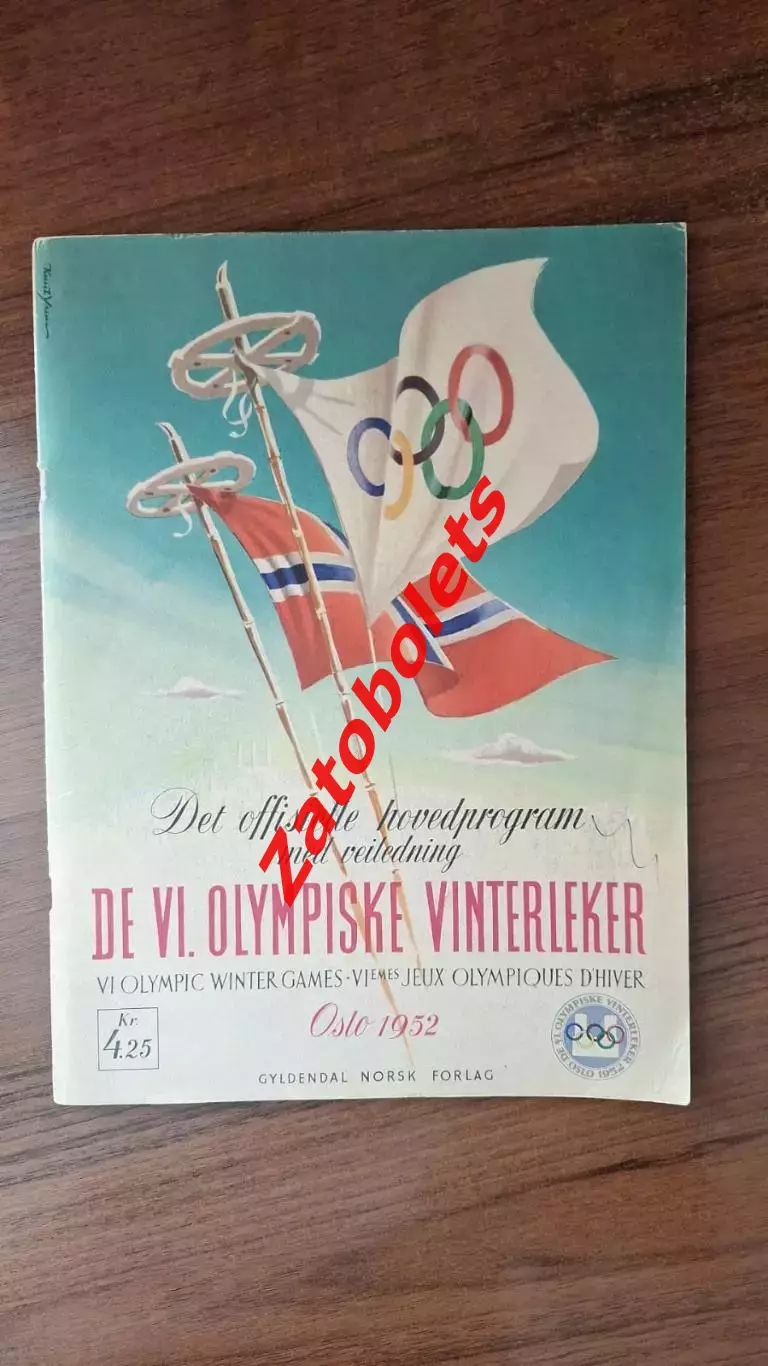 Zatobolets
Det offisielle hovedprogram
med veiledning
DE VI. OLYMPISKE VINTERLEKER
VI OLYMPIC WINTER GAMES · VIEMES JEUX OLYMPIQUES D'HIVER
Oslo 1952
Kr.
4.25
DE VI. OLYMPISKE VINTERLEKER
OSLO 1952
GYLDENDAL NORSK FORLAG